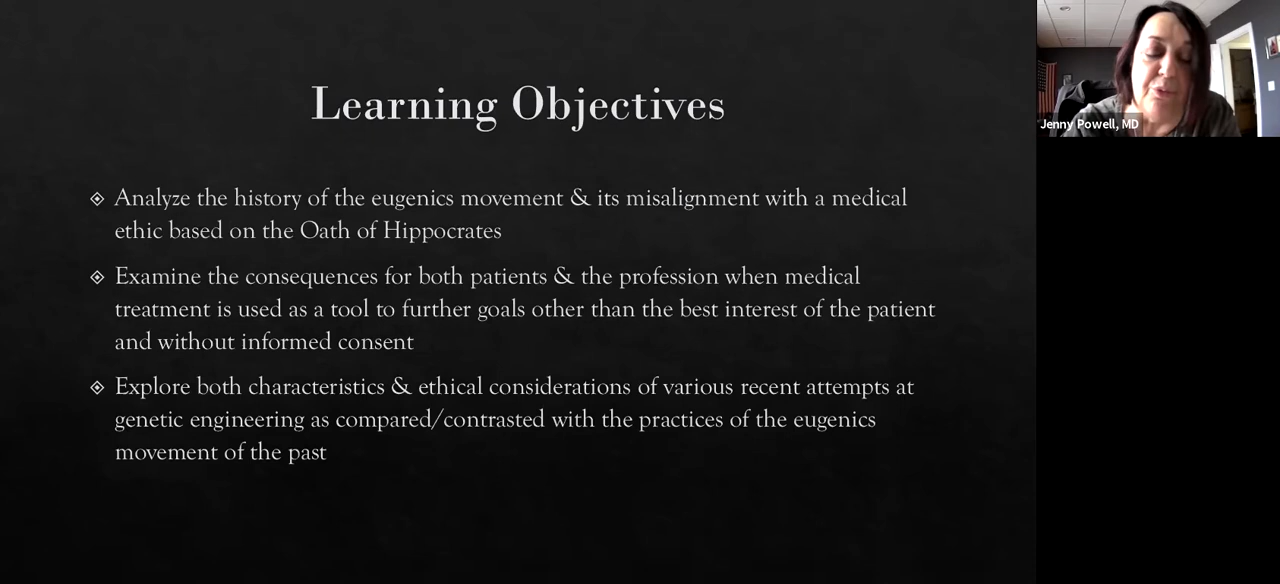 Learning Objectives
Analyze the history of the eugenics movement & its misalignment with a medical
ethic based on the Oath of Hippocrates
Examine the consequences for both patients & the profession when medical
treatment is used as a tool to further goals other than the best interest of the patient
and without informed consent
Explore both characteristics & ethical considerations of various recent attempts at
genetic engineering as compared/contrasted with the practices of the eugenics
movement of the past
Jenny Powell, MD